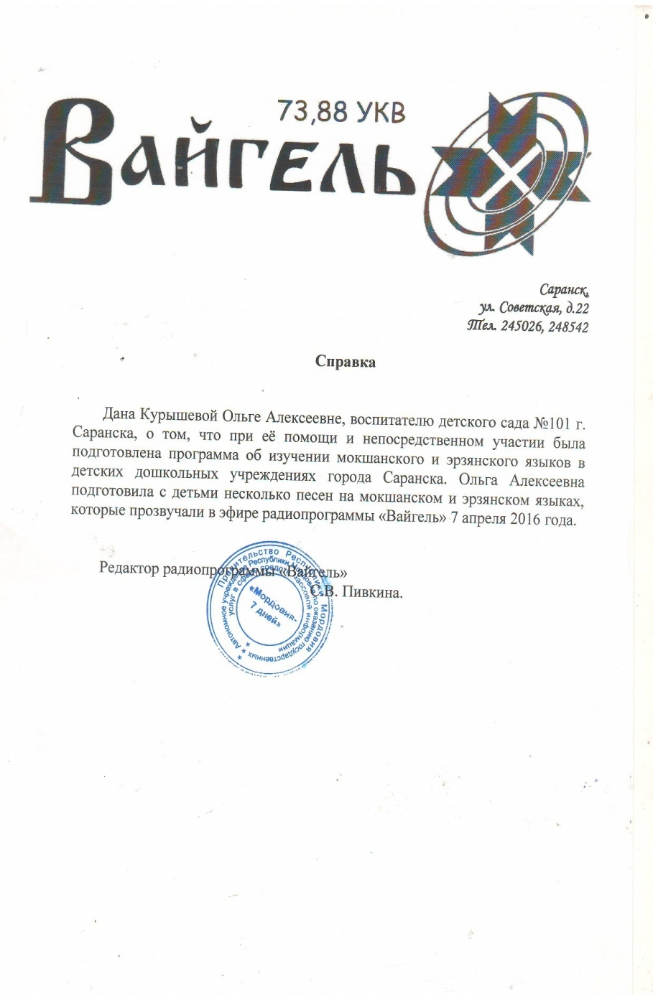 73,88 УКВ
Вайгель
Саранск,
ул. Советская, д.22
Тел. 245026, 248542
Справка
Дана Курышевой Ольге Алексеевне, воспитателю детского сада №101 г.
Саранска, о том, что при её помощи и непосредственном участии была
подготовлена программа об изучении мокшанского и эрзянского языков в
детских дошкольных учреждениях города Саранска. Ольга Алексеевна
подготовила с детьми несколько песен на мокшанском и эрзянском языках,
которые прозвучали в эфире радиопрограммы «Вайгель» 7 апреля 2016 года.
Редактор радиопрограммы «Вайгель»
С.В. Пивкина.
Правительство Республики Мордовия
Автономное учреждение Республики Мордовия по оказанию государственных
услуг в сфере средств массовой информации
«Мордовия-
7 дней»